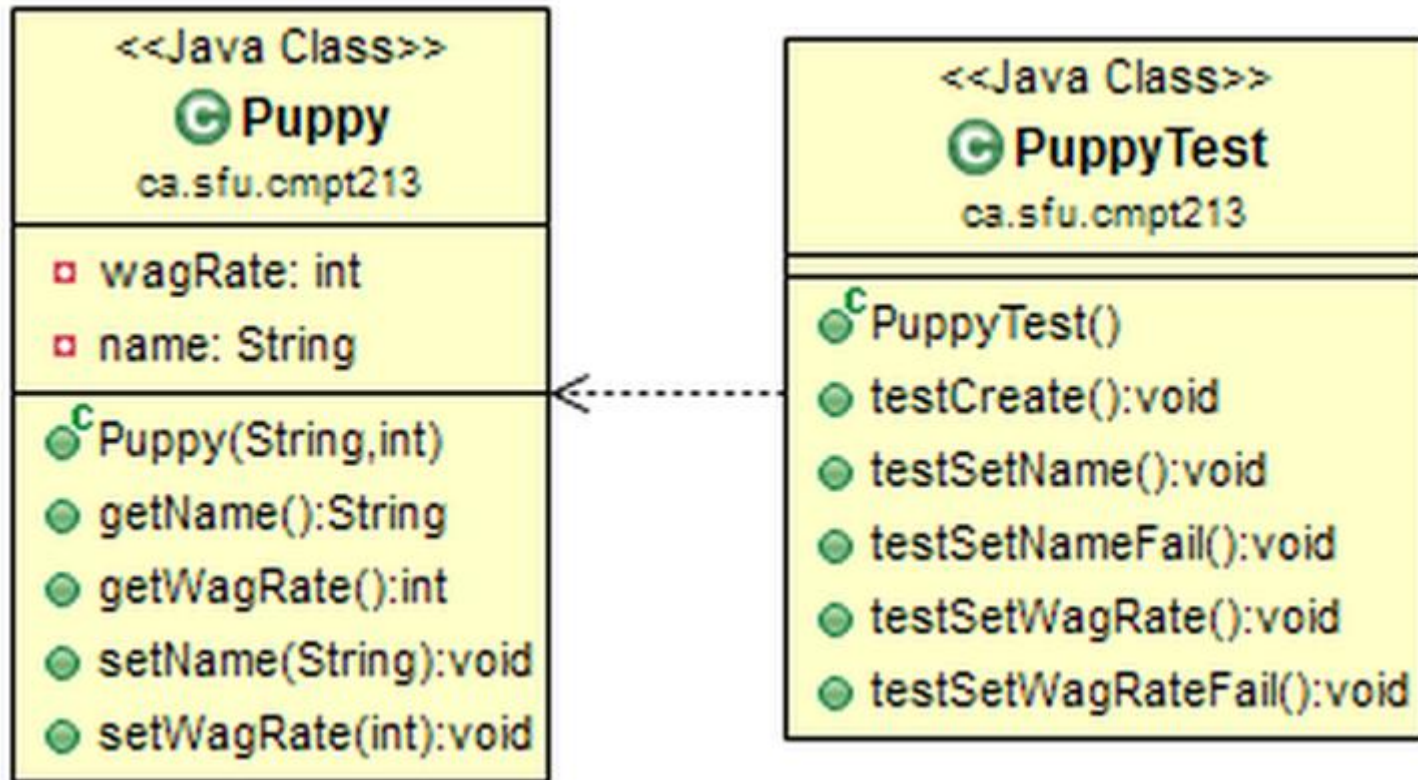 <<Java Class>>
C Puppy
ca.sfu.cmpt213
wagRate: int
name: String
C Puppy(String,int)
getName():String
getWagRate():int
setName(String):void
setWagRate(int):void
<<Java Class>>
C PuppyTest
ca.sfu.cmpt213
C PuppyTest()
testCreate():void
testSetName():void
testSetNameFail():void
testSetWagRate():void
testSetWagRateFail():void